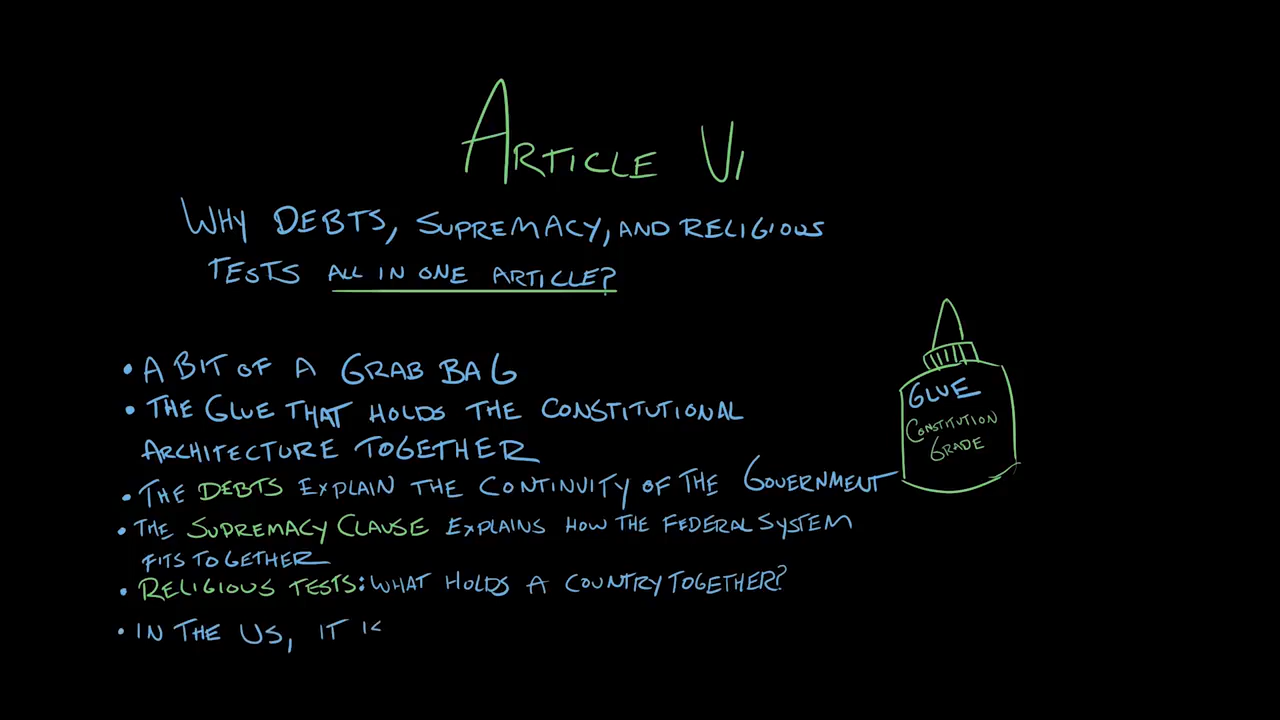 ARTICLE VI
WHY DEBTS, SUPREMACY, AND RELIGIOUS
TESTS ALL IN ONE ARTICLE?
• A BIT OF A GRAB BAG
• THE GLUE THAT HOLDS THE CONSTITUTIONAL
ARCHITECTURE TOGETHER
• THE DEBTS EXPLAIN THE CONTINUITY OF THE GOVERNMENT
• THE SUPREMACY CLAUSE EXPLAINS HOW THE FEDERAL SYSTEM
FITS TOGETHER
• RELIGIOUS TESTS: WHAT HOLDS A COUNTRY TOGETHER?
• IN THE US, IT
GLUE
CONSTITUTION
GRADE